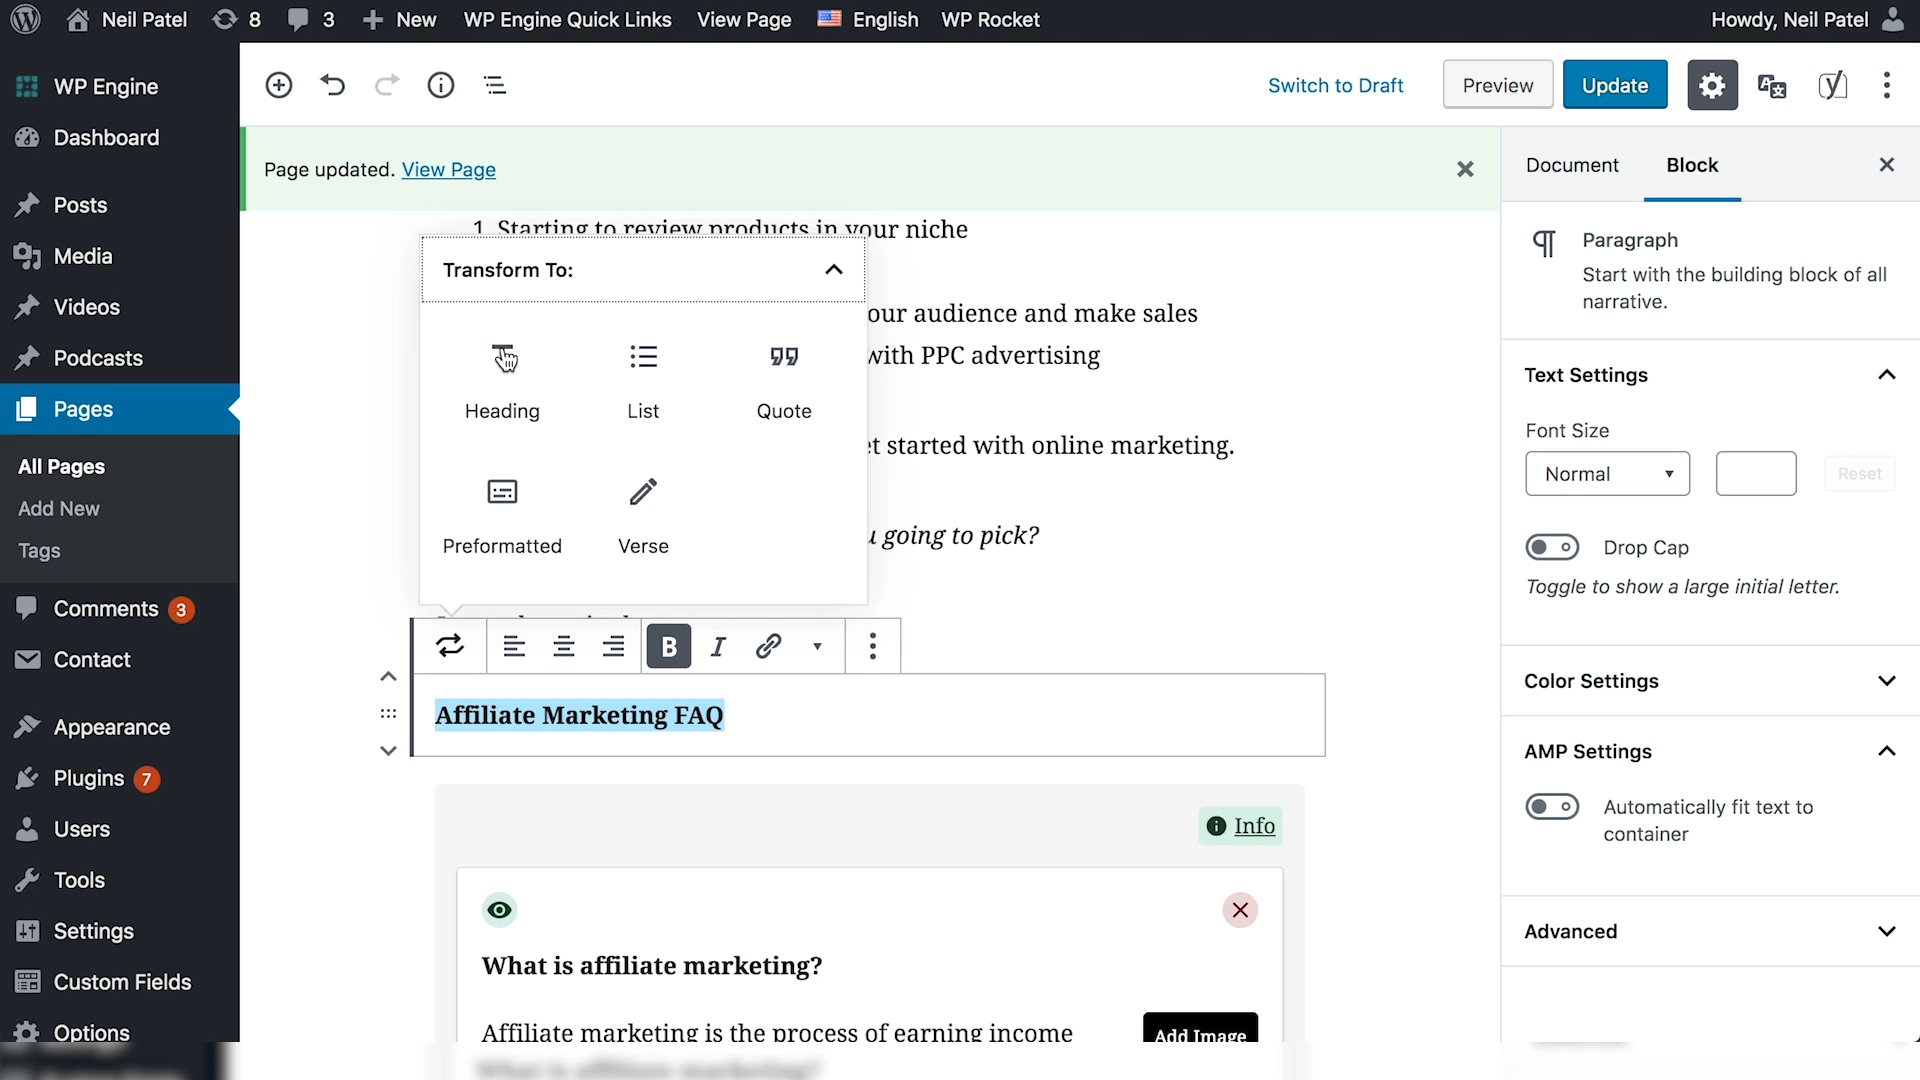 Neil Patel
8
3
New
WP Engine Quick Links
View Page
English
WP Rocket
Howdy, Neil Patel
WP Engine
Dashboard
Posts
Media
Videos
Podcasts
Pages
All Pages
Add New
Tags
Comments 3
Contact
Appearance
Plugins 7
Users
Tools
Settings
Custom Fields
Options
Switch to Draft
Preview
Update
Page updated. View Page
1. Starting to review products in your niche
Transform To:
our audience and make sales
with PPC advertising
Heading
List
Quote
et started with online marketing.
going to pick?
Preformatted
Verse
B I
Affiliate Marketing FAQ
Info
What is affiliate marketing?
Affiliate marketing is the process of earning income
Add Image
Document
Block
Paragraph
Start with the building block of all
narrative.
Text Settings
Font Size
Normal
Reset
Drop Cap
Toggle to show a large initial letter.
Color Settings
AMP Settings
Automatically fit text to
container
Advanced